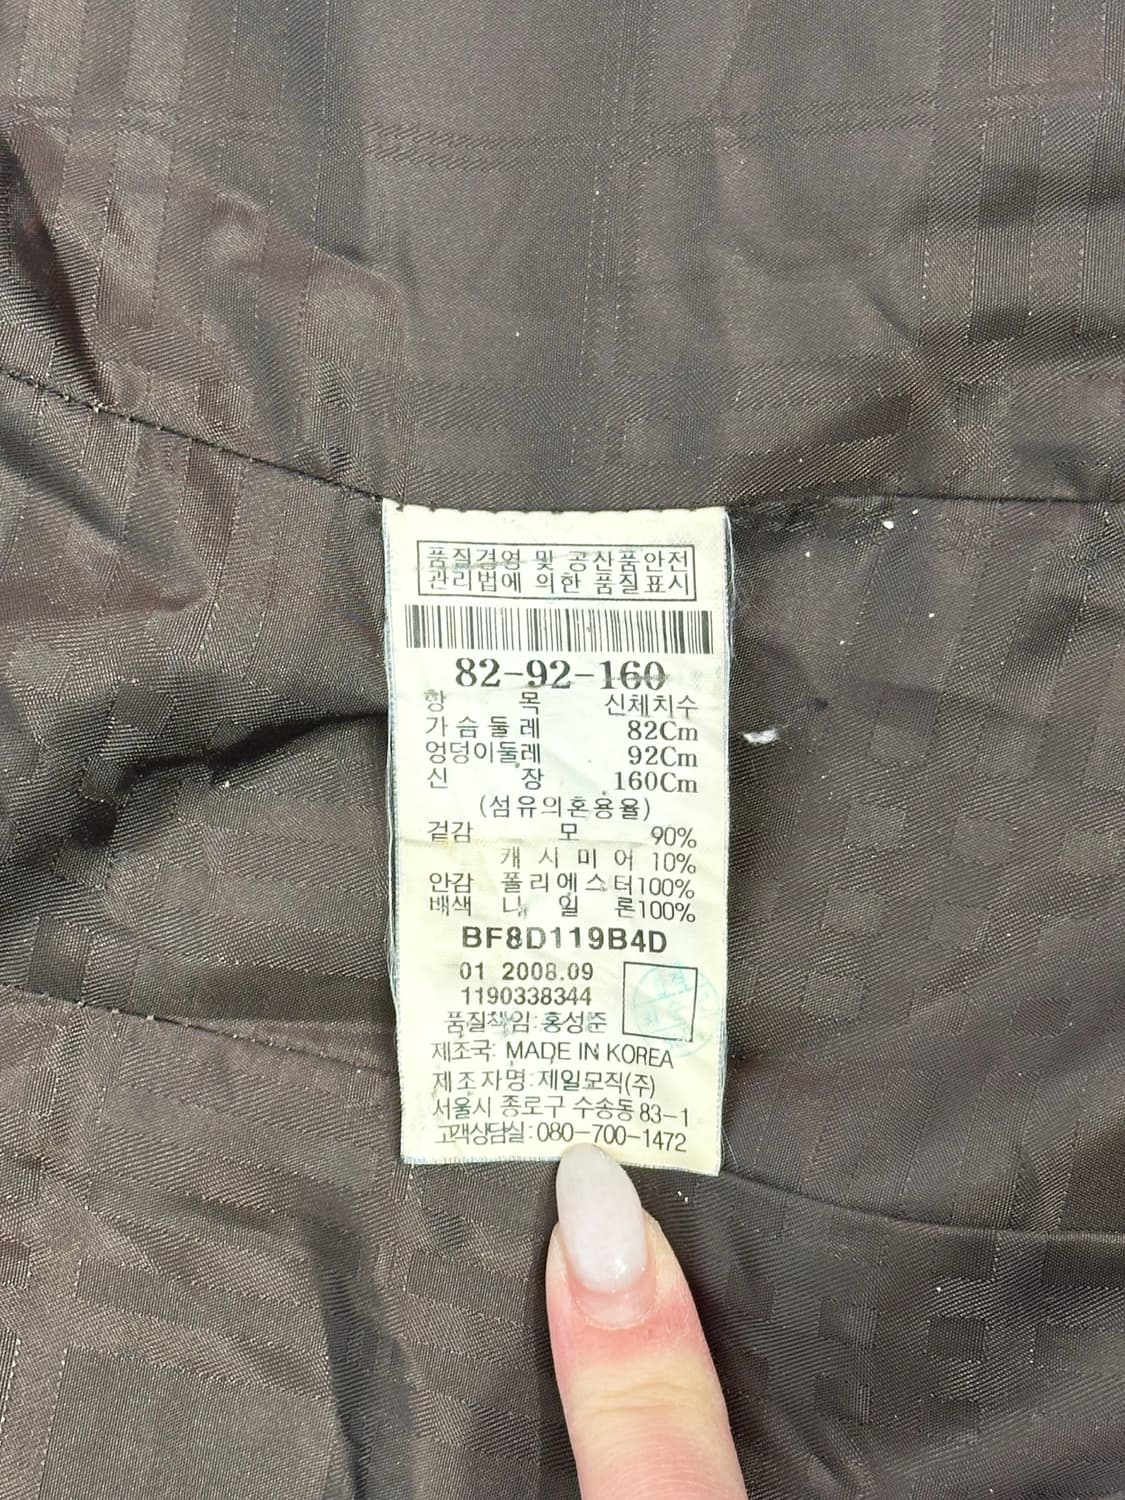 품질경영 및 공산품안전
관리법에 의한 품질표시
82-92-160
항 목 신체치수
가슴둘레 82Cm
엉덩이둘레 92Cm
신 장 160Cm
(섬유의혼용율)
겉감 모 90%
캐시미어 10%
안감 폴리에스터100%
배색 나일론100%
BF8D119B4D
01 2008.09
1190338344
품질책임:홍성준
제조국: MADE IN KOREA
제조자명:제일모직(주)
서울시 종로구 수송동 83-1
고객상담실:080-700-1472